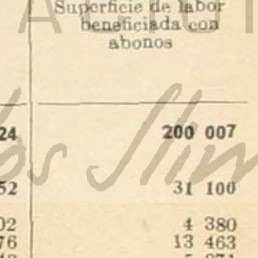 Superficie de labor
beneficiada con
abonos
24 200 007
52 31 100
02 4 380
76 13 463